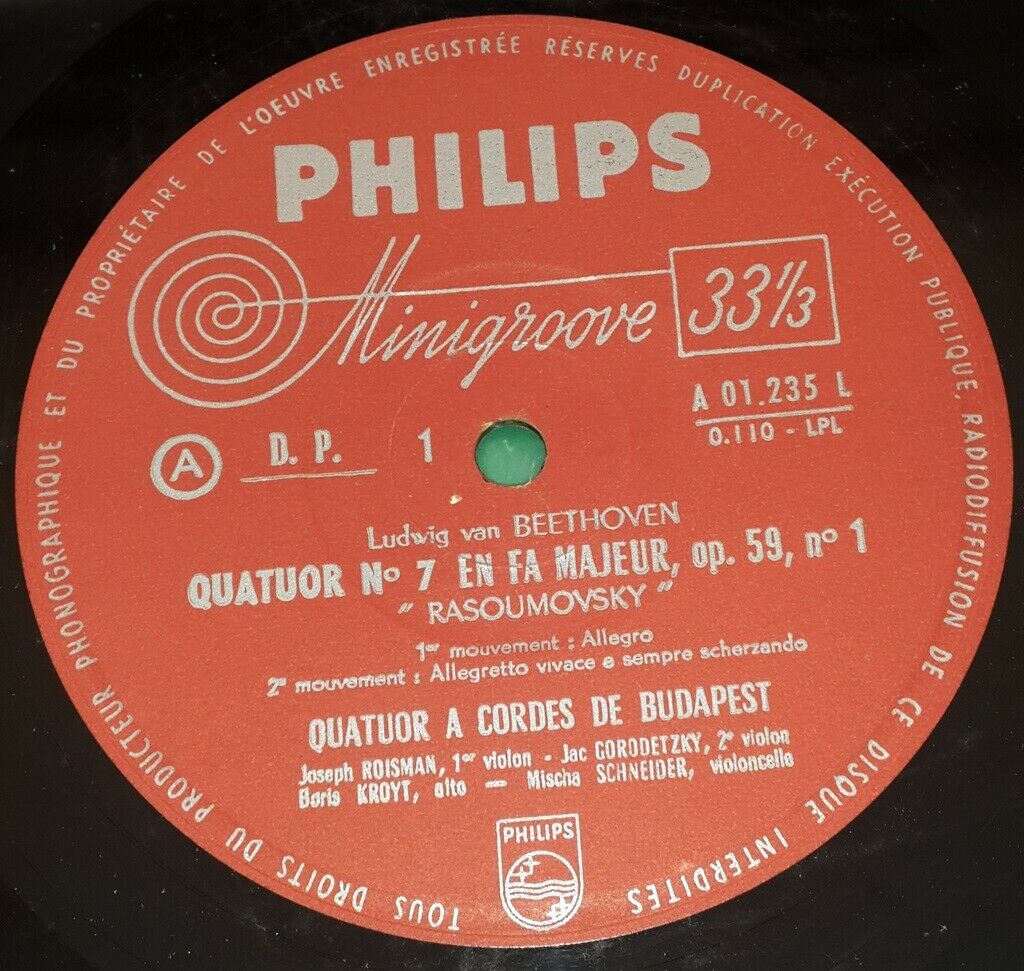 TOUS DROITS DU PRODUCTEUR PHONOGRAPHIQUE ET DU PROPRIÉTAIRE DE L'OEUVRE ENREGISTRÉE RÉSERVES DUPLICATION EXÉCUTION PUBLIQUE, RADIODIFFUSION DE CE DISQUE INTERDITES
PHILIPS
Minigroove 33 1/3
A 01.235 L
0.110 - LPL
A D. P. 1
Ludwig van BEETHOVEN
QUATUOR No 7 EN FA MAJEUR, op. 59, no 1
" RASOUMOVSKY "
1er mouvement : Allegro
2e mouvement : Allegretto vivace e sempre scherzando
QUATUOR A CORDES DE BUDAPEST
Joseph ROISMAN, 1er violon - Jac GORODETZKY, 2e violon
Boris KROYT, alto — Mischa SCHNEIDER, violoncelle
PHILIPS